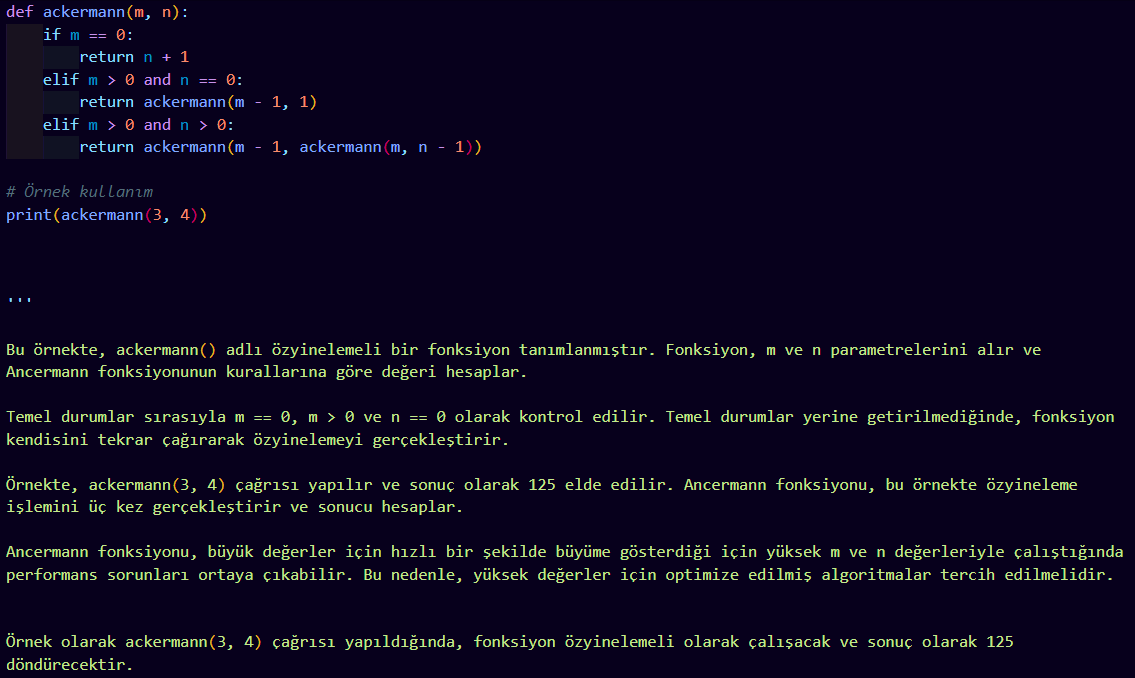 def ackermann(m, n):
    if m == 0:
        return n + 1
    elif m > 0 and n == 0:
        return ackermann(m - 1, 1)
    elif m > 0 and n > 0:
        return ackermann(m - 1, ackermann(m, n - 1))
# Örnek kullanım
print(ackermann(3, 4))
'''
Bu örnekte, ackermann() adlı özyinelemeli bir fonksiyon tanımlanmıştır. Fonksiyon, m ve n parametrelerini alır ve
Ancermann fonksiyonunun kurallarına göre değeri hesaplar.
Temel durumlar sırasıyla m == 0, m > 0 ve n == 0 olarak kontrol edilir. Temel durumlar yerine getirilmediğinde, fonksiyon
kendisini tekrar çağırarak özyinelemeyi gerçekleştirir.
Örnekte, ackermann(3, 4) çağrısı yapılır ve sonuç olarak 125 elde edilir. Ancermann fonksiyonu, bu örnekte özyineleme
işlemini üç kez gerçekleştirir ve sonucu hesaplar.
Ancermann fonksiyonu, büyük değerler için hızlı bir şekilde büyüme gösterdiği için yüksek m ve n değerleriyle çalıştığında
performans sorunları ortaya çıkabilir. Bu nedenle, yüksek değerler için optimize edilmiş algoritmalar tercih edilmelidir.
Örnek olarak ackermann(3, 4) çağrısı yapıldığında, fonksiyon özyinelemeli olarak çalışacak ve sonuç olarak 125
döndürecektir.